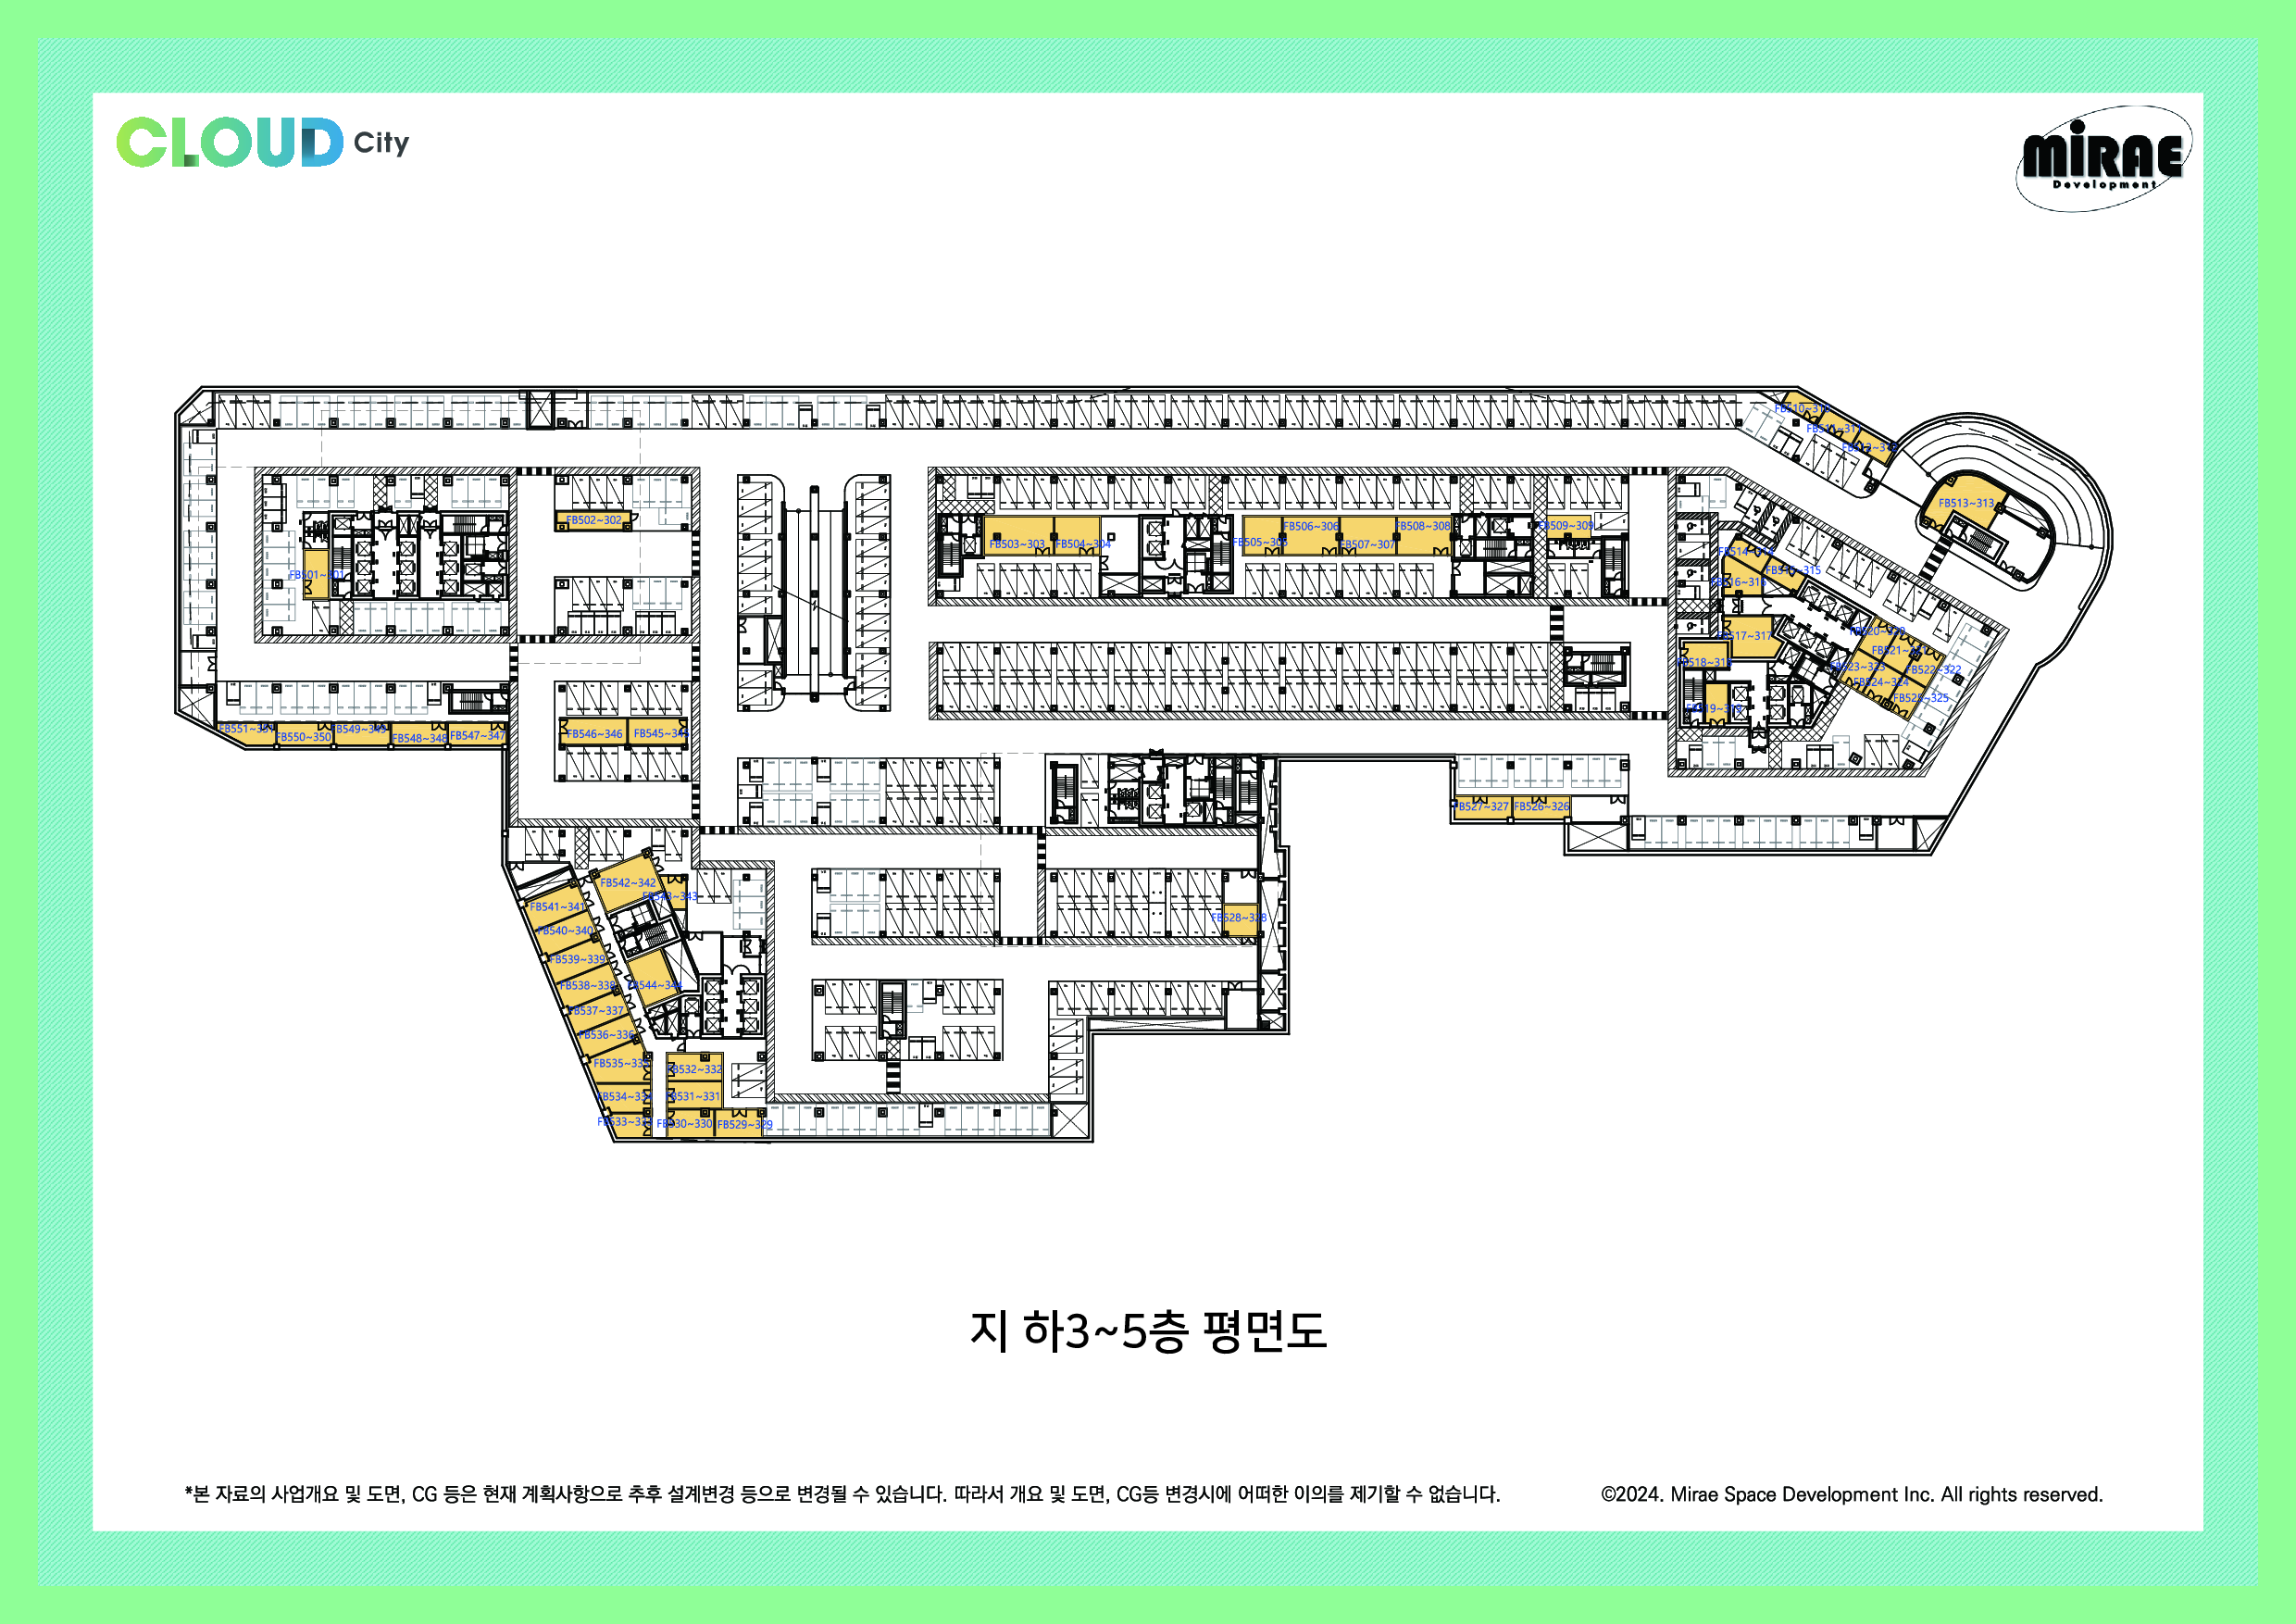 CLOUD City
MiRAE
Development
FB510~310
FB511~311
FB512~312
FB513~313
FB502~302
FB503~303
FB504~304
FB505~305
FB506~306
FB507~307
FB508~308
FB509~309
FB501~301
FB514~314
FB515~315
FB516~316
FB517~317
FB518~318
FB519~319
FB520~320
FB521~321
FB522~322
FB523~323
FB524~324
FB525~325
FB551~351
FB550~350
FB549~349
FB548~348
FB547~347
FB546~346
FB545~345
FB527~327
FB526~326
FB542~342
FB543~343
FB541~341
FB540~340
FB539~339
FB538~338
FB544~344
FB537~337
FB536~336
FB535~335
FB534~334
FB533~333
FB532~332
FB531~331
FB530~330
FB529~329
FB528~328
지 하3~5층 평면도
*본 자료의 사업개요 및 도면, CG 등은 현재 계획사항으로 추후 설계변경 등으로 변경될 수 있습니다. 따라서 개요 및 도면, CG등 변경시에 어떠한 이의를 제기할 수 없습니다.
©2024. Mirae Space Development Inc. All rights reserved.